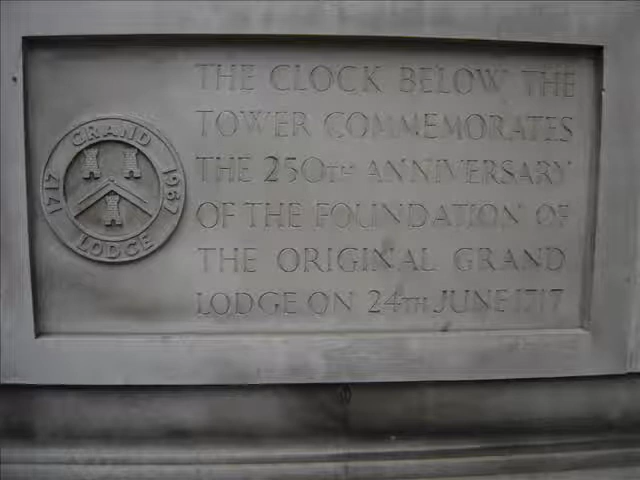 GRAND
1717 1967
LODGE
THE CLOCK BELOW THE
TOWER COMMEMORATES
THE 250TH ANNIVERSARY
OF THE FOUNDATION OF
THE ORIGINAL GRAND
LODGE ON 24TH JUNE 1717